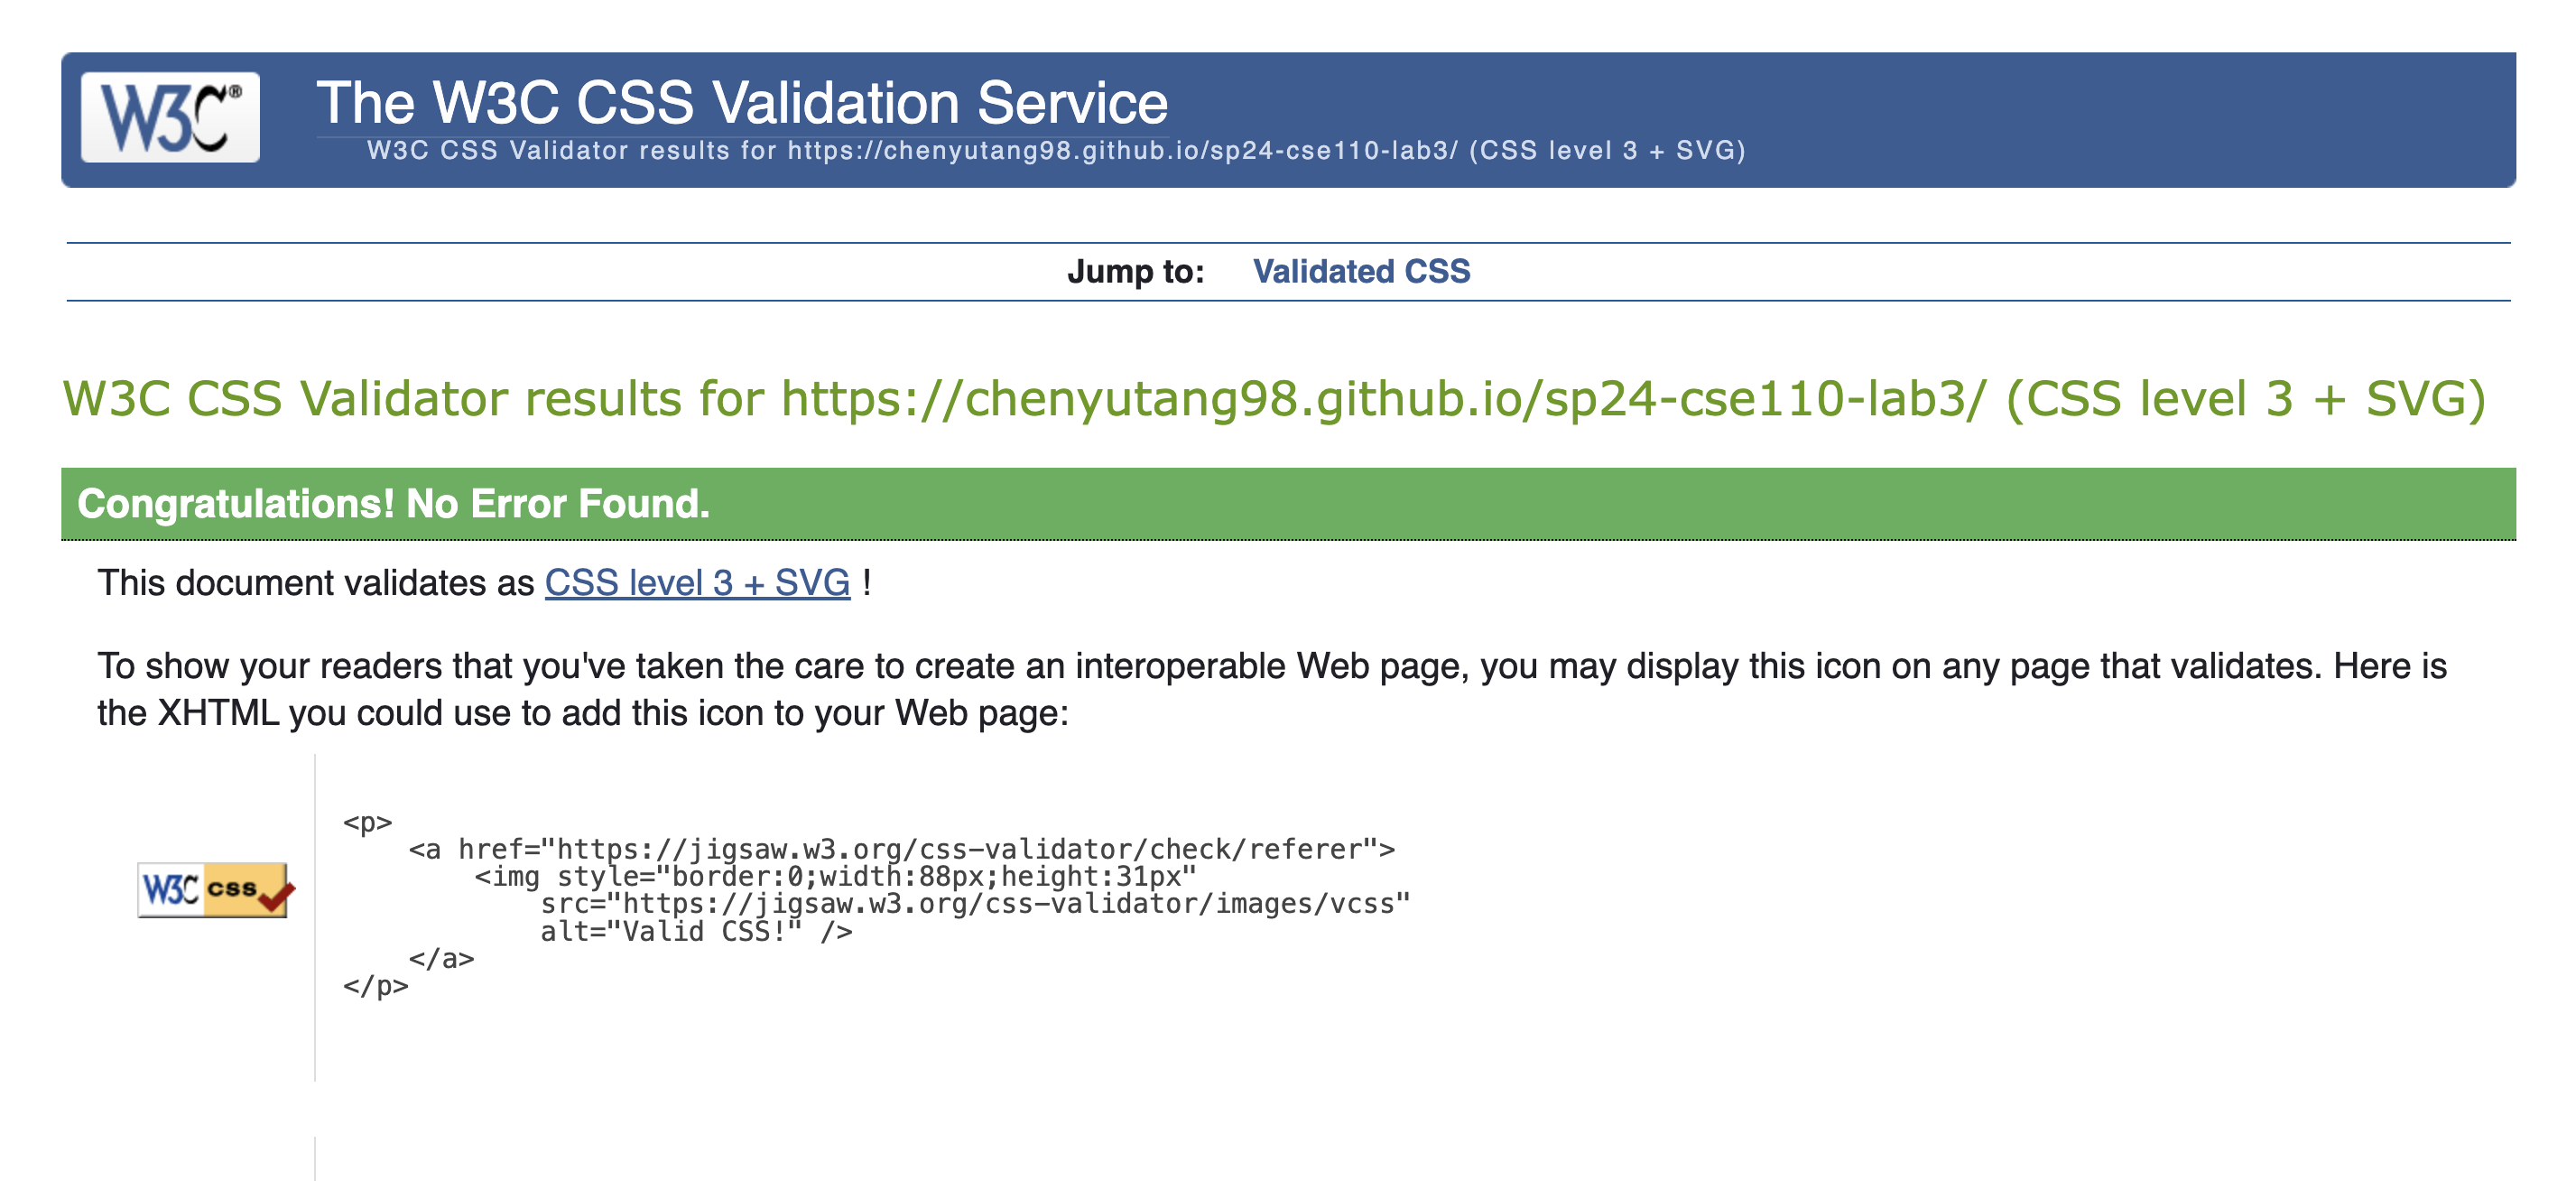 W3C®
The W3C CSS Validation Service
W3C CSS Validator results for https://chenyutang98.github.io/sp24-cse110-lab3/ (CSS level 3 + SVG)
Jump to: Validated CSS
W3C CSS Validator results for https://chenyutang98.github.io/sp24-cse110-lab3/ (CSS level 3 + SVG)
Congratulations! No Error Found.
This document validates as CSS level 3 + SVG !
To show your readers that you've taken the care to create an interoperable Web page, you may display this icon on any page that validates. Here is
the XHTML you could use to add this icon to your Web page:
W3C css
<p>
    <a href="https://jigsaw.w3.org/css-validator/check/referer">
        <img style="border:0;width:88px;height:31px"
            src="https://jigsaw.w3.org/css-validator/images/vcss"
            alt="Valid CSS!" />
    </a>
</p>